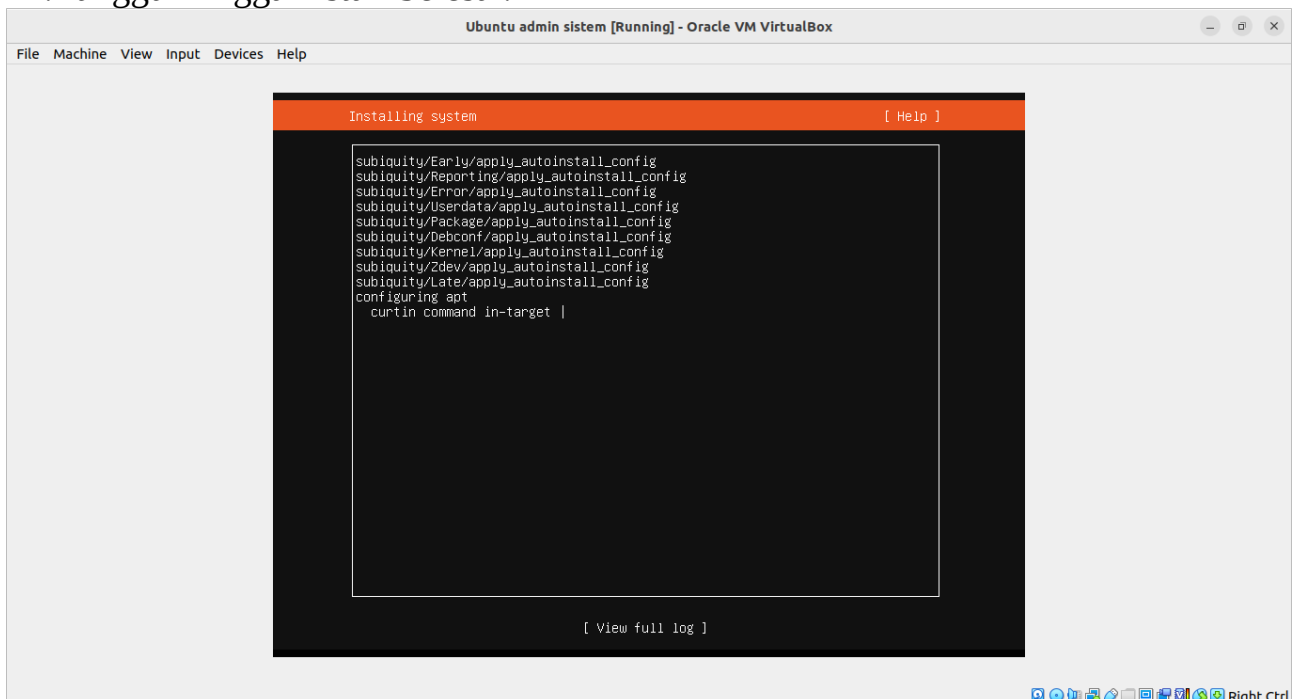 Ubuntu admin sistem [Running] - Oracle VM VirtualBox
File Machine View Input Devices Help
Installing system [ Help ]
subiquity/Early/apply_autoinstall_config
subiquity/Reporting/apply_autoinstall_config
subiquity/Error/apply_autoinstall_config
subiquity/Userdata/apply_autoinstall_config
subiquity/Package/apply_autoinstall_config
subiquity/Debconf/apply_autoinstall_config
subiquity/Kernel/apply_autoinstall_config
subiquity/Zdev/apply_autoinstall_config
subiquity/Late/apply_autoinstall_config
configuring apt
curtin command in-target |
[ View full log ]
Right Ctrl